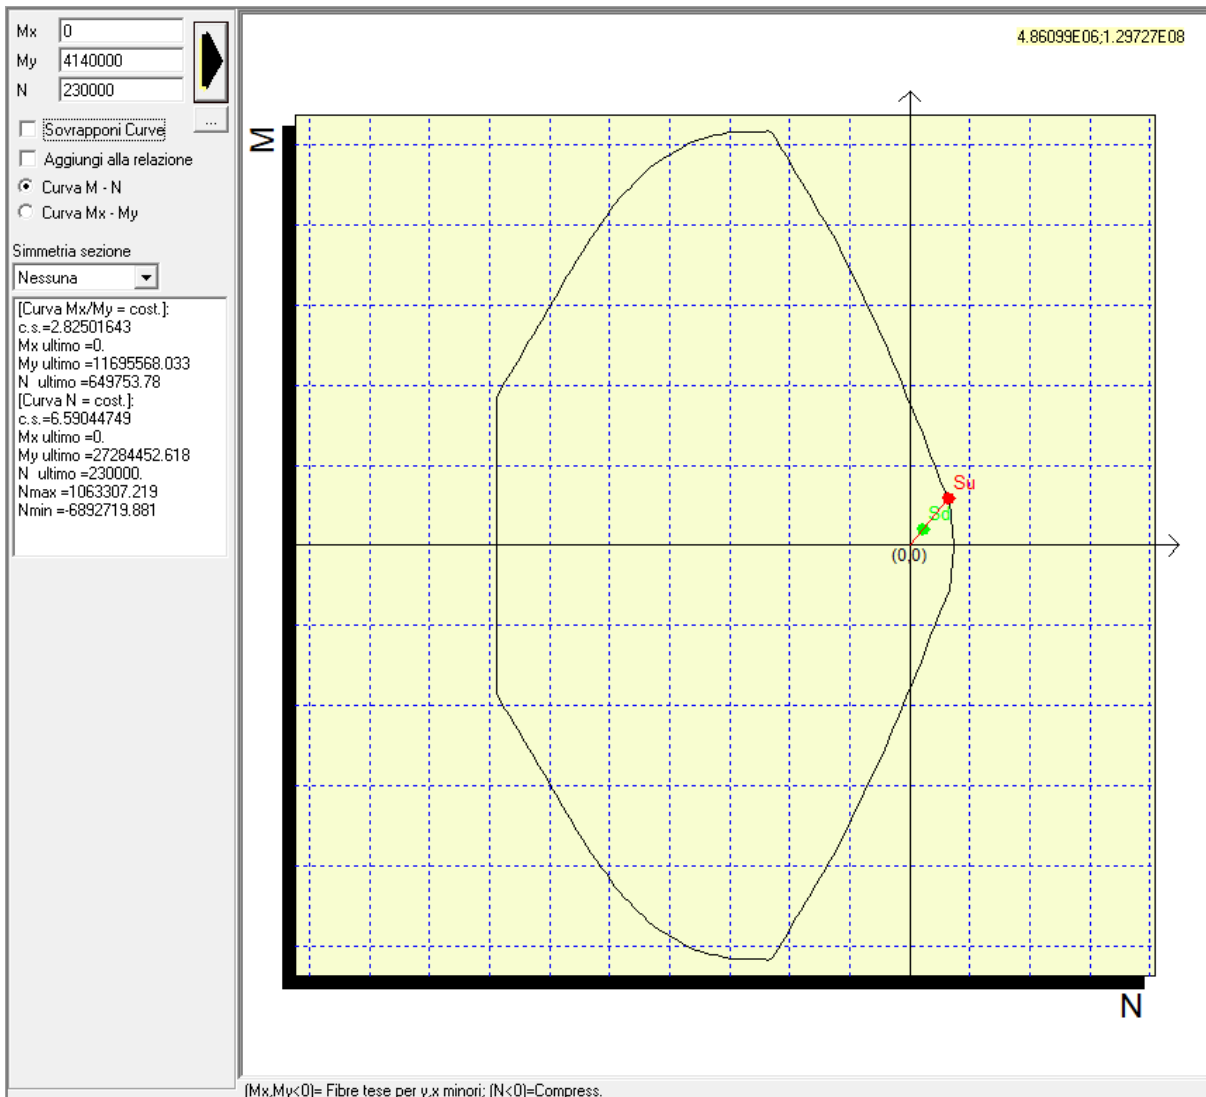 Mx 0
My 4140000
N 230000
...
Sovrapponi Curve
Aggiungi alla relazione
Curva M - N
Curva Mx - My
Simmetria sezione
Nessuna
[Curva Mx/My = cost.]:
c.s.=2.82501643
Mx ultimo =0.
My ultimo =11695568.033
N  ultimo =649753.78
[Curva N = cost.]:
c.s.=6.59044749
Mx ultimo =0.
My ultimo =27284452.618
N  ultimo =230000.
Nmax =1063307.219
Nmin =-6892719.881
4.86099E06;1.29727E08
M
Su
Sd
(0,0)
N
(Mx,My<0)= Fibre tese per y,x minori; (N<0)=Compress.